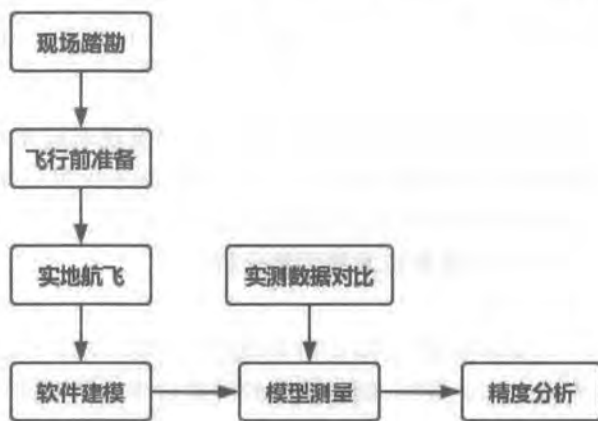 现场踏勘
飞行前准备
实地航飞
实测数据对比
软件建模
模型测量
精度分析